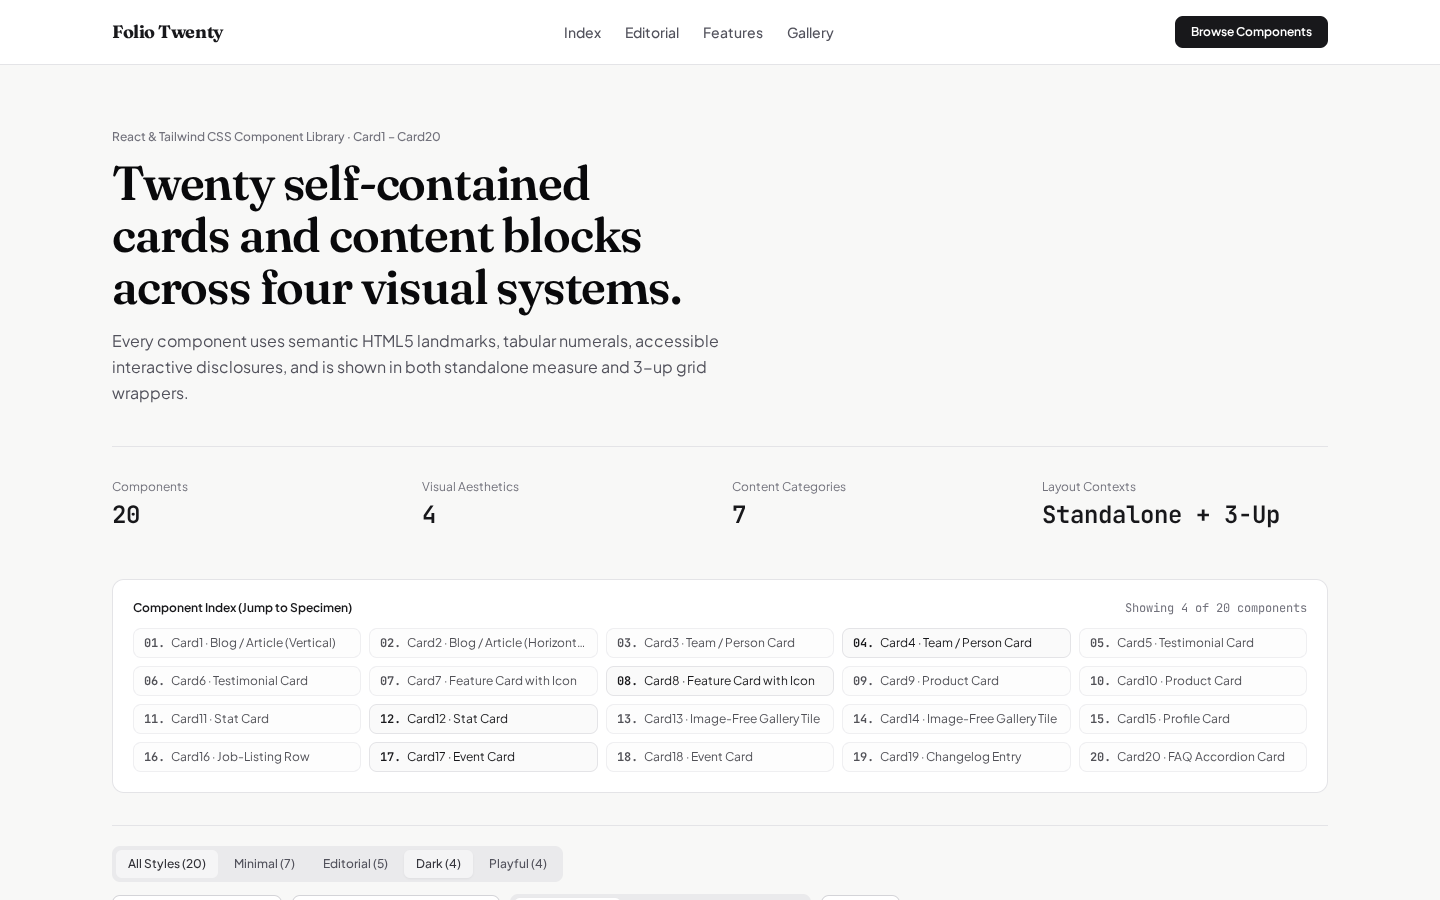 Folio Twenty
Index
Editorial
Features
Gallery
Browse Components
React & Tailwind CSS Component Library · Card1 – Card20
Twenty self-contained
cards and content blocks
across four visual systems.
Every component uses semantic HTML5 landmarks, tabular numerals, accessible
interactive disclosures, and is shown in both standalone measure and 3-up grid
wrappers.
Components
20
Visual Aesthetics
4
Content Categories
7
Layout Contexts
Standalone + 3-Up
Component Index (Jump to Specimen)
Showing 4 of 20 components
01. Card1 · Blog / Article (Vertical)
02. Card2 · Blog / Article (Horizont…
03. Card3 · Team / Person Card
04. Card4 · Team / Person Card
05. Card5 · Testimonial Card
06. Card6 · Testimonial Card
07. Card7 · Feature Card with Icon
08. Card8 · Feature Card with Icon
09. Card9 · Product Card
10. Card10 · Product Card
11. Card11 · Stat Card
12. Card12 · Stat Card
13. Card13 · Image-Free Gallery Tile
14. Card14 · Image-Free Gallery Tile
15. Card15 · Profile Card
16. Card16 · Job-Listing Row
17. Card17 · Event Card
18. Card18 · Event Card
19. Card19 · Changelog Entry
20. Card20 · FAQ Accordion Card
All Styles (20)
Minimal (7)
Editorial (5)
Dark (4)
Playful (4)